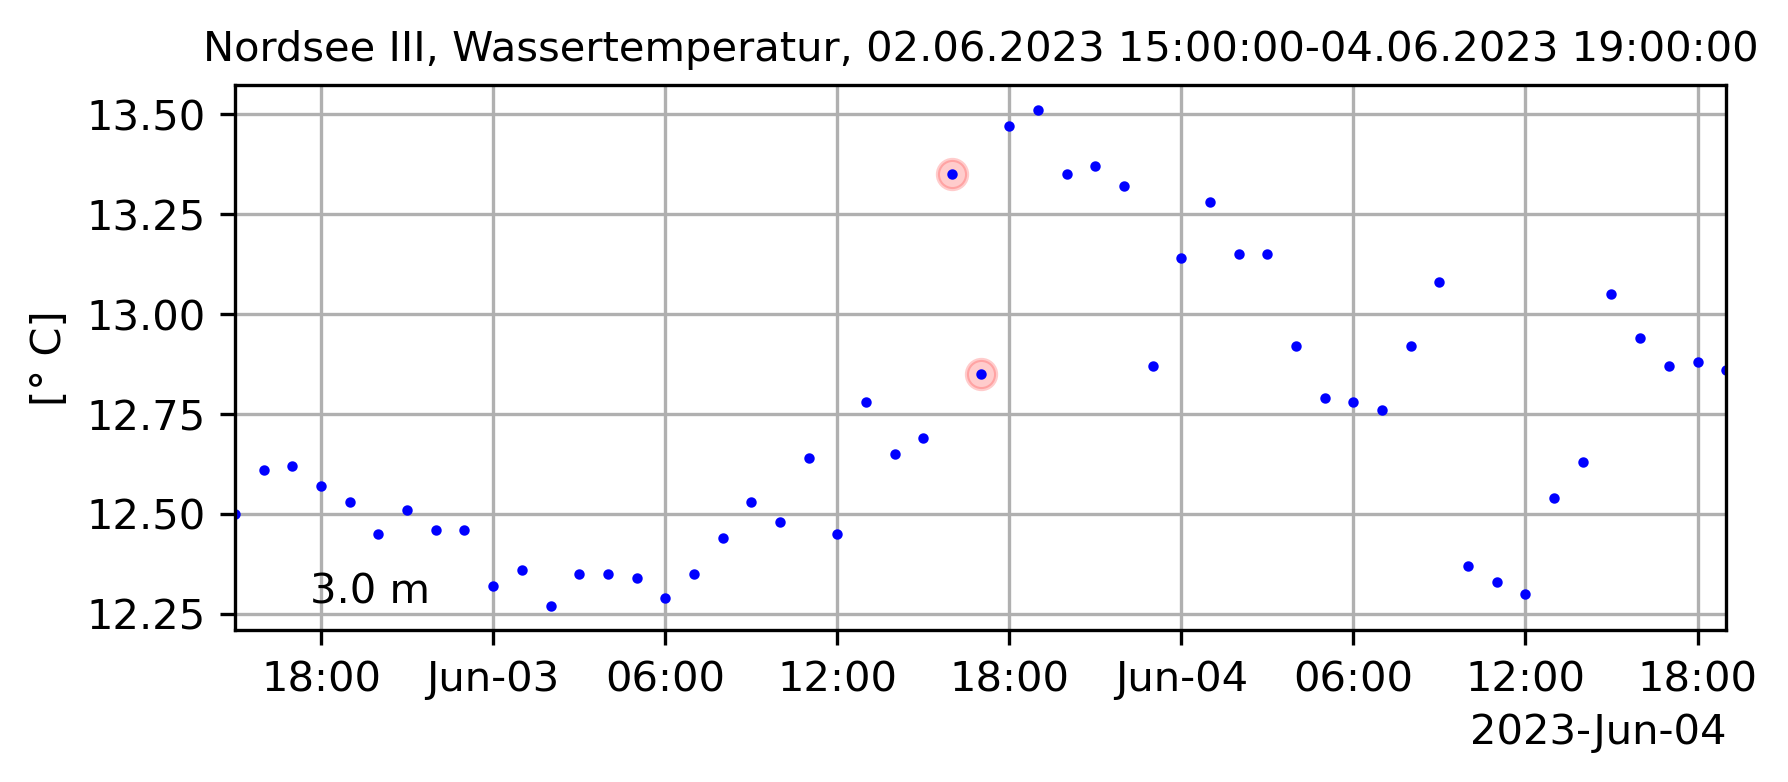 Nordsee III, Wassertemperatur, 02.06.2023 15:00:00-04.06.2023 19:00:00
13.50
13.25
13.00
12.75
12.50
12.25
[° C]
3.0 m
18:00 Jun-03 06:00 12:00 18:00 Jun-04 06:00 12:00 18:00
2023-Jun-04